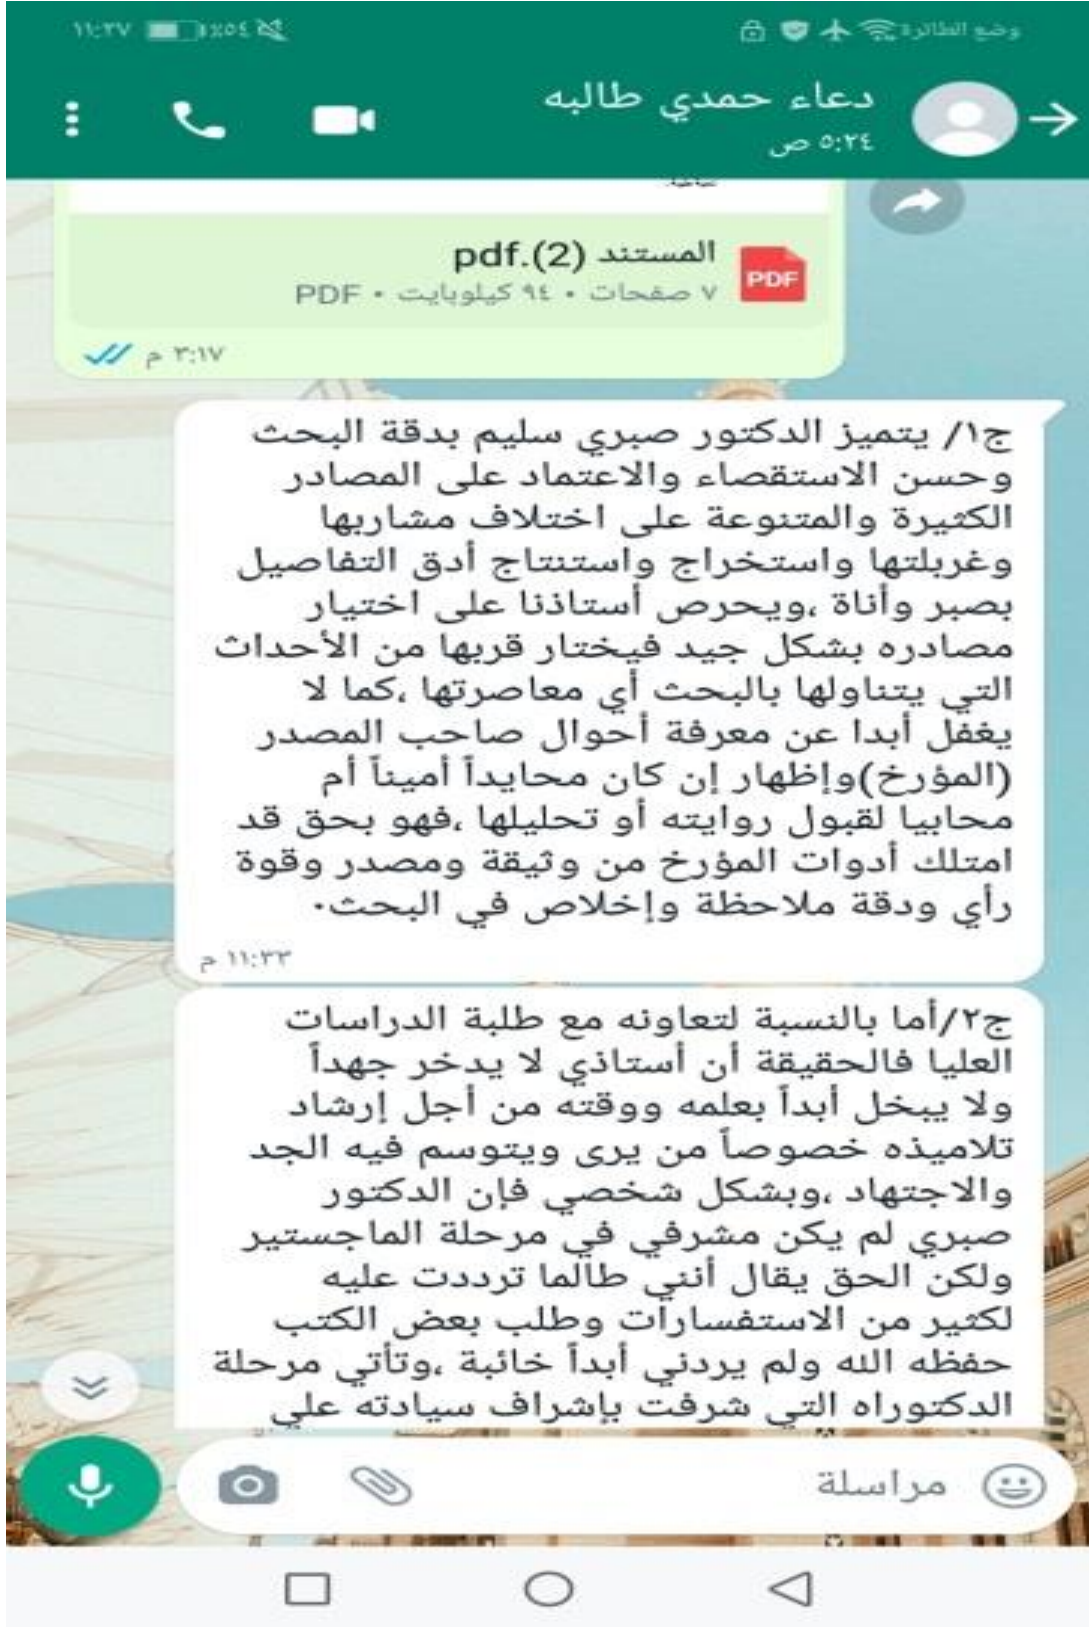 وضع الطائرة
٥٤٪ ١١:٣٧
دعاء حمدي طالبه
٥:٢٤ ص
المستند (2).pdf
٧ صفحات • ٩٤ كيلوبايت • PDF
PDF
٣:١٧ م
ج١/ يتميز الدكتور صبري سليم بدقة البحث
وحسن الاستقصاء والاعتماد على المصادر
الكثيرة والمتنوعة على اختلاف مشاربها
وغربلتها واستخراج واستنتاج أدق التفاصيل
بصبر وأناة ،ويحرص أستاذنا على اختيار
مصادره بشكل جيد فيختار قربها من الأحداث
التي يتناولها بالبحث أي معاصرتها ،كما لا
يغفل أبدا عن معرفة أحوال صاحب المصدر
(المؤرخ)وإظهار إن كان محايداً أميناً أم
محابيا لقبول روايته أو تحليلها ،فهو بحق قد
امتلك أدوات المؤرخ من وثيقة ومصدر وقوة
رأي ودقة ملاحظة وإخلاص في البحث٠
١١:٣٣ م
ج٢/أما بالنسبة لتعاونه مع طلبة الدراسات
العليا فالحقيقة أن أستاذي لا يدخر جهداً
ولا يبخل أبداً بعلمه ووقته من أجل إرشاد
تلاميذه خصوصاً من يرى ويتوسم فيه الجد
والاجتهاد ،وبشكل شخصي فإن الدكتور
صبري لم يكن مشرفي في مرحلة الماجستير
ولكن الحق يقال أنني طالما ترددت عليه
لكثير من الاستفسارات وطلب بعض الكتب
حفظه الله ولم يردني أبداً خائبة ،وتأتي مرحلة
الدكتوراه التي شرفت بإشراف سيادته علي
مراسلة